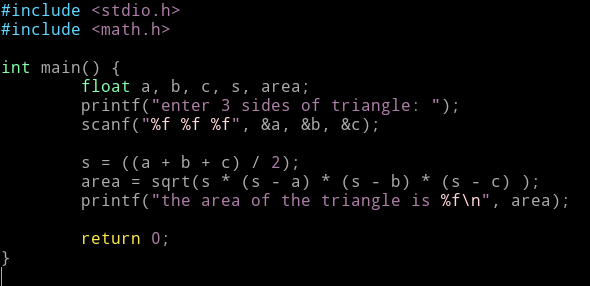 #include <stdio.h>
#include <math.h>

int main() {
        float a, b, c, s, area;
        printf("enter 3 sides of triangle: ");
        scanf("%f %f %f", &a, &b, &c);

        s = ((a + b + c) / 2);
        area = sqrt(s * (s - a) * (s - b) * (s - c) );
        printf("the area of the triangle is %f\n", area);

        return 0;
}